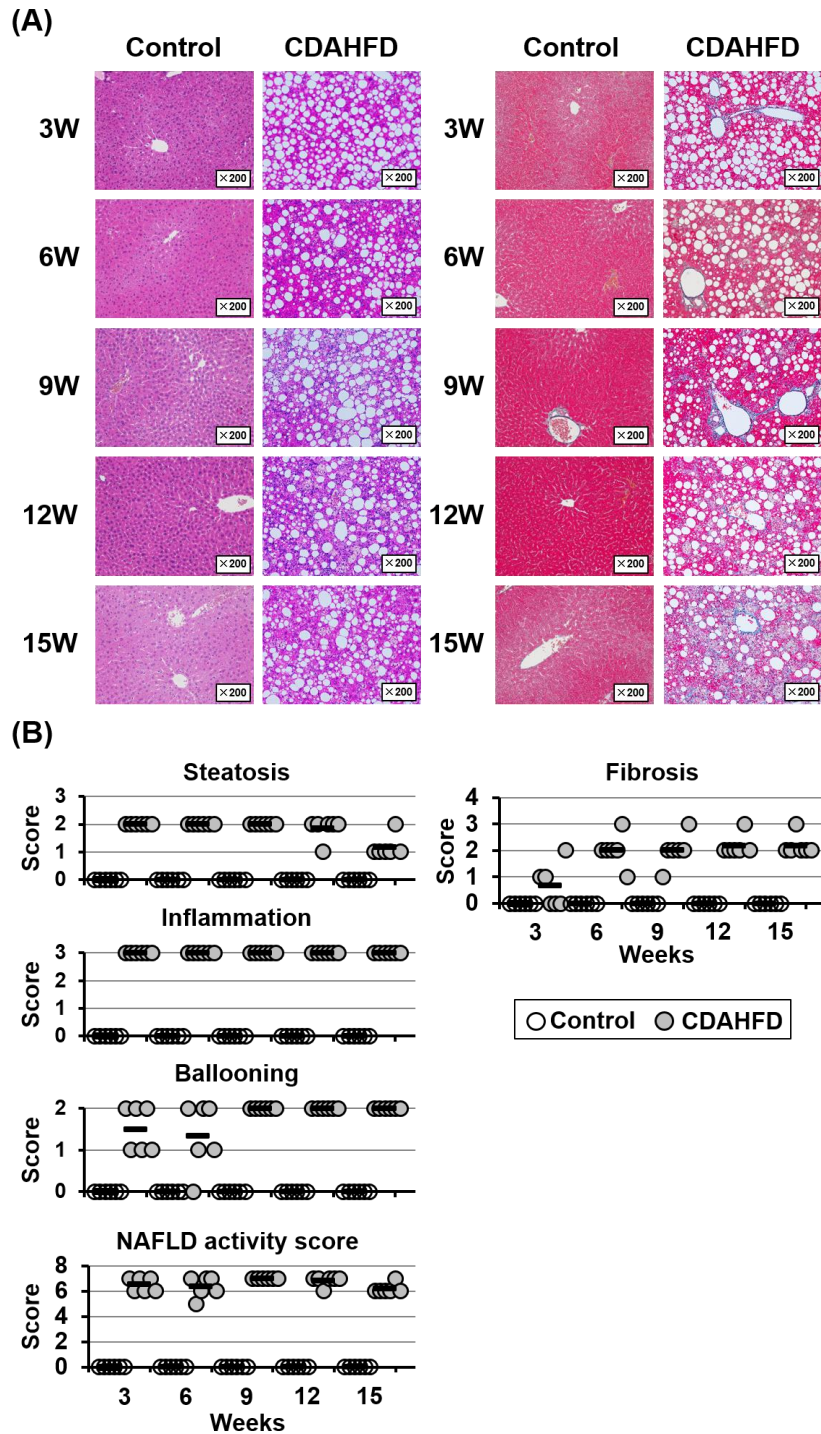 (A)
Control CDAHFD Control CDAHFD
3W 3W
×200 ×200 ×200 ×200
6W 6W
×200 ×200 ×200 ×200
9W 9W
×200 ×200 ×200 ×200
12W 12W
×200 ×200 ×200 ×200
15W 15W
×200 ×200 ×200 ×200
(B)
Steatosis
Score
3
2
1
0
Inflammation
Score
3
3
2
2
1
1
0
Ballooning
Score
2
1
0
NAFLD activity score
Score
8
6
4
2
0
3 6 9 12 15
Weeks
Fibrosis
Score
4
3
2
1
0
3 6 9 12 15
Weeks
Control CDAHFD